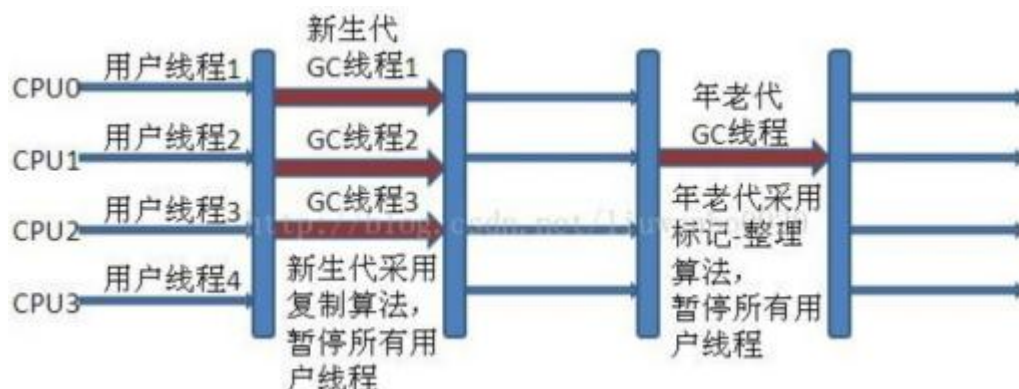 CPU0
用户线程1
CPU1
用户线程2
CPU2
用户线程3
CPU3
用户线程4
新生代
GC线程1
GC线程2
GC线程3
新生代采用
复制算法，
暂停所有用
户线程
年老代
GC线程
年老代采用
标记-整理
算法，
暂停所有用
户线程